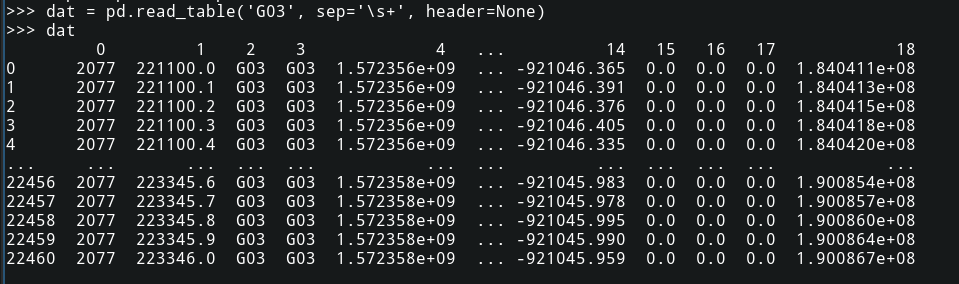 >>> dat = pd.read_table('G03', sep='\s+', header=None)
>>> dat
0 1 2 3 4 ... 14 15 16 17 18
0 2077 221100.0 G03 G03 1.572356e+09 ... -921046.365 0.0 0.0 0.0 1.840411e+08
1 2077 221100.1 G03 G03 1.572356e+09 ... -921046.391 0.0 0.0 0.0 1.840413e+08
2 2077 221100.2 G03 G03 1.572356e+09 ... -921046.376 0.0 0.0 0.0 1.840415e+08
3 2077 221100.3 G03 G03 1.572356e+09 ... -921046.405 0.0 0.0 0.0 1.840418e+08
4 2077 221100.4 G03 G03 1.572356e+09 ... -921046.335 0.0 0.0 0.0 1.840420e+08
... ... ... ... ... ... ... ... ... ... ... ...
22456 2077 223345.6 G03 G03 1.572358e+09 ... -921045.983 0.0 0.0 0.0 1.900854e+08
22457 2077 223345.7 G03 G03 1.572358e+09 ... -921045.978 0.0 0.0 0.0 1.900857e+08
22458 2077 223345.8 G03 G03 1.572358e+09 ... -921045.995 0.0 0.0 0.0 1.900860e+08
22459 2077 223345.9 G03 G03 1.572358e+09 ... -921045.990 0.0 0.0 0.0 1.900864e+08
22460 2077 223346.0 G03 G03 1.572358e+09 ... -921045.959 0.0 0.0 0.0 1.900867e+08